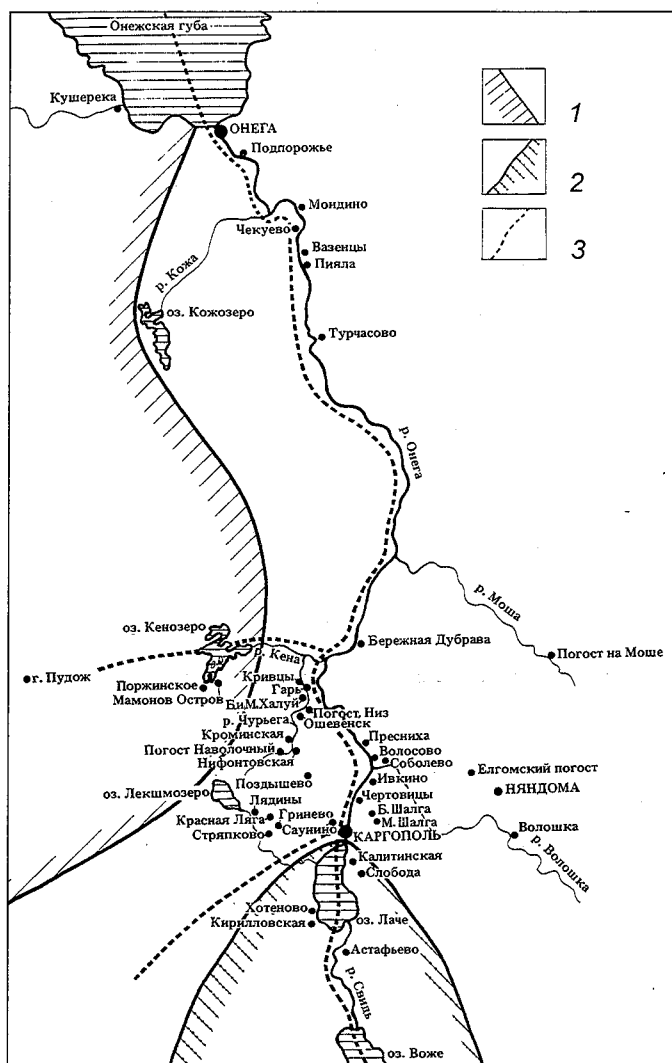 Онежская губа
Кушерека
ОНЕГА
Подпорожье
1
2
3
Мондино
Чекуево
Вазенцы
Пияла
р. Кожа
оз. Кожозеро
Турчасово
р. Онега
р. Моша
оз. Кенозеро
р. Кена
Бережная Дубрава
Погост на Моше
г. Пудож
Поржинское
Мамонов Остров
Кривцы
Гарь
Б.и М. Халуй
Погост, Низ
р. Чурьега
Ошевенск
Кроминская
Погост Наволочный
Нифонтовская
Пресниха
Волосово
Соболево
Поздышево
Ивкино
Елгомский погост
НЯНДОМА
оз. Лекшмозеро
Лядины
Чертовицы
Красная Ляга
Гринево
Б. Шалга
М. Шалга
Стряпково
Саунино
КАРГОПОЛЬ
Волошка
р. Волошка
Калитинская
Слобода
Хотеново
Кирилловская
оз. Лаче
Астафьево
р. Свидь
оз. Воже